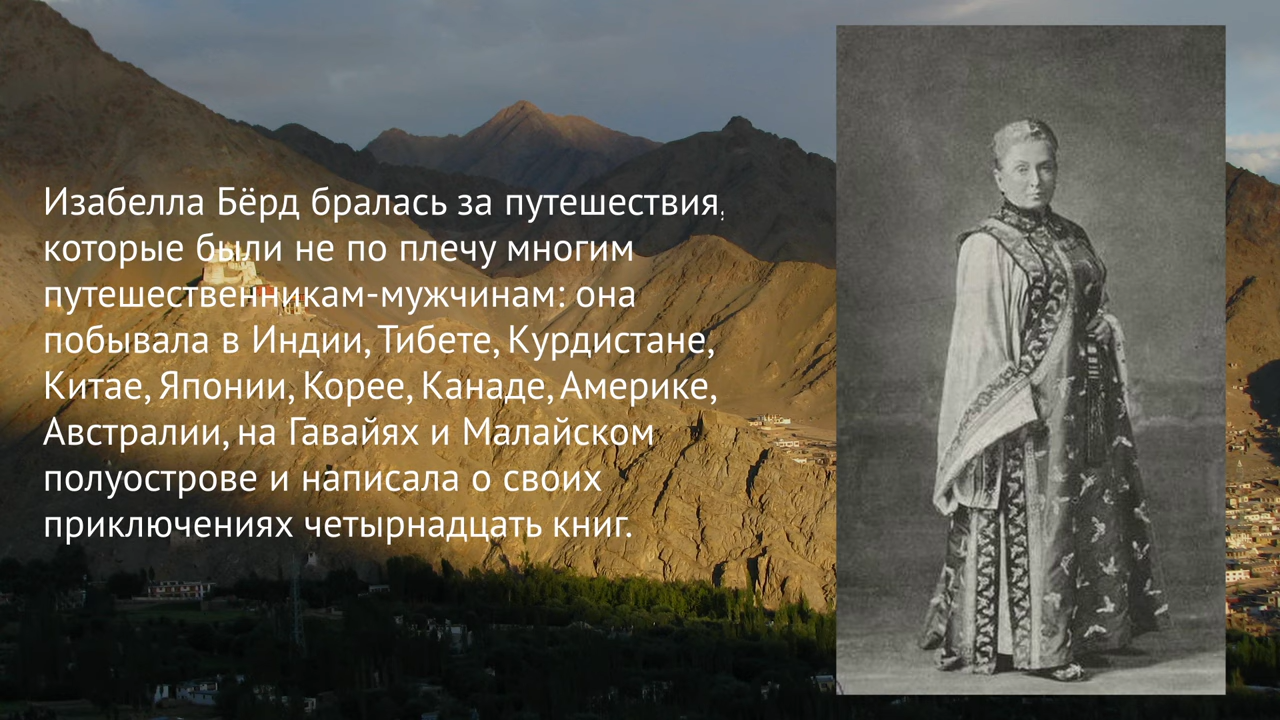 Изабелла Бёрд бралась за путешествия,
которые были не по плечу многим
путешественникам-мужчинам: она
побывала в Индии, Тибете, Курдистане,
Китае, Японии, Корее, Канаде, Америке,
Австралии, на Гавайях и Малайском
полуострове и написала о своих
приключениях четырнадцать книг.